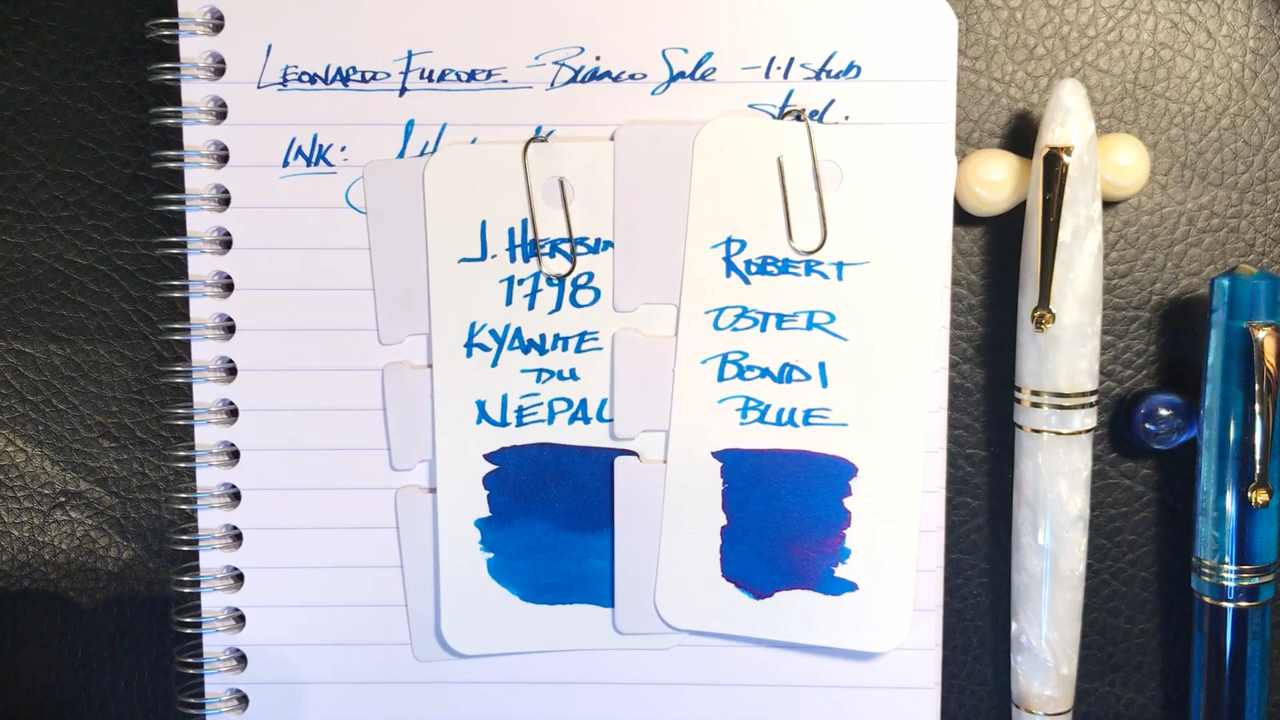 LEONARDO FURORE - Bianco Sale - 1.1 stub
steel.
INK:
J. HERBIN
1798
KYANITE
DU
NÉPAL
ROBERT
OSTER
BONDI
BLUE